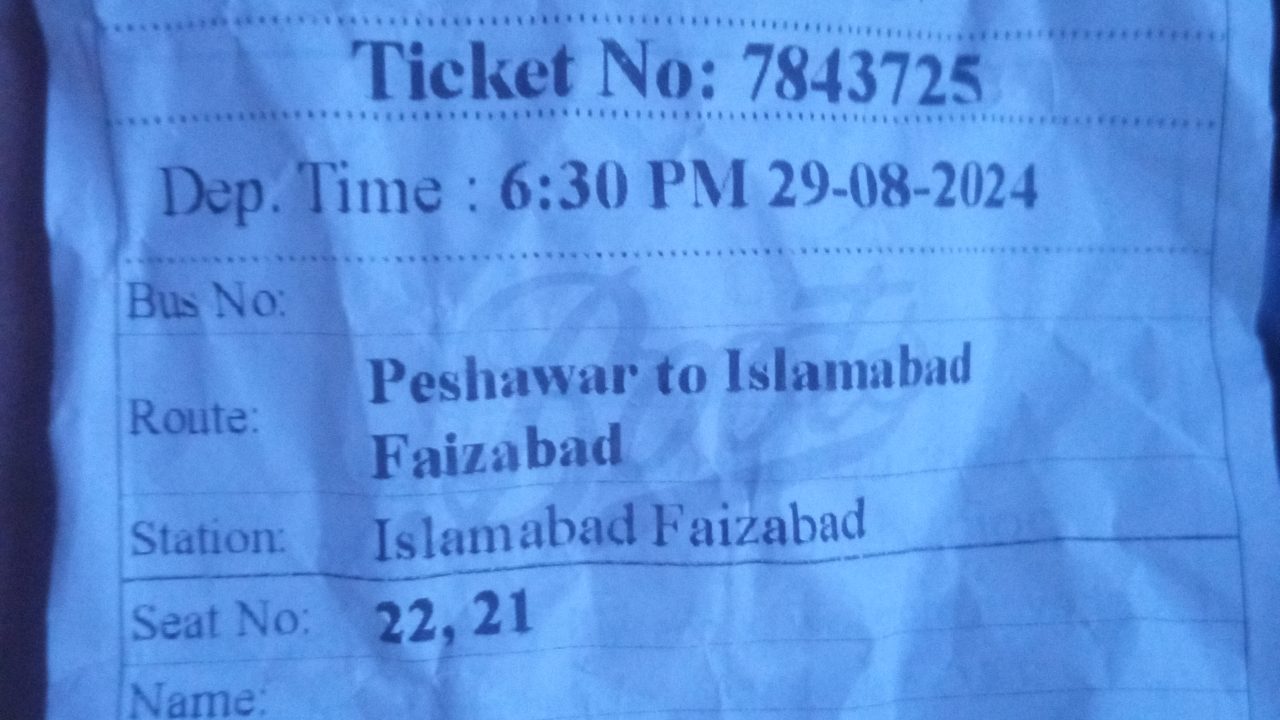 Ticket No: 7843725
Dep. Time : 6:30 PM 29-08-2024
Bus No:
Route: Peshawar to Islamabad
Faizabad
Station: Islamabad Faizabad
Seat No: 22, 21
Name: